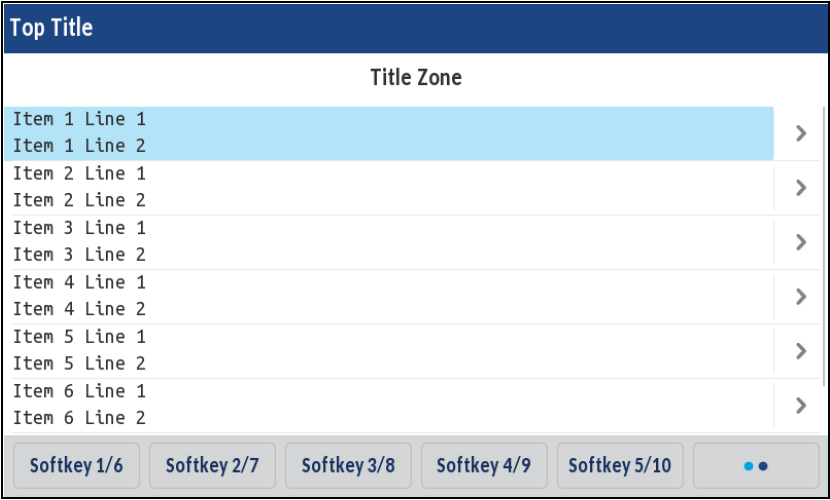 Top Title
Title Zone
Item 1 Line 1
Item 1 Line 2
Item 2 Line 1
Item 2 Line 2
Item 3 Line 1
Item 3 Line 2
Item 4 Line 1
Item 4 Line 2
Item 5 Line 1
Item 5 Line 2
Item 6 Line 1
Item 6 Line 2
Softkey 1/6 Softkey 2/7 Softkey 3/8 Softkey 4/9 Softkey 5/10